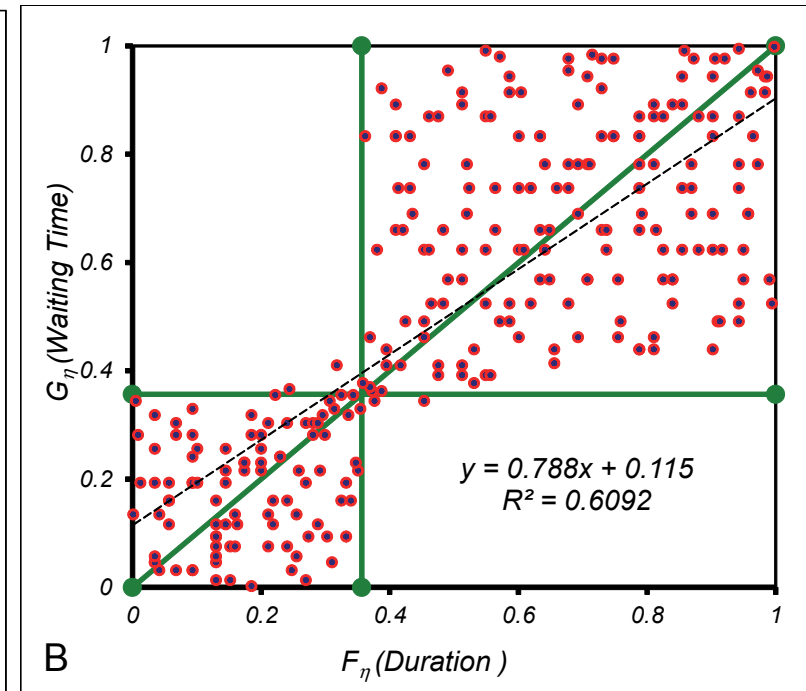 1
0.8
0.6
0.4
0.2
0
Gη (Waiting Time)
y = 0.788x + 0.115
R² = 0.6092
0 0.2 0.4 0.6 0.8 1
Fη (Duration )
B